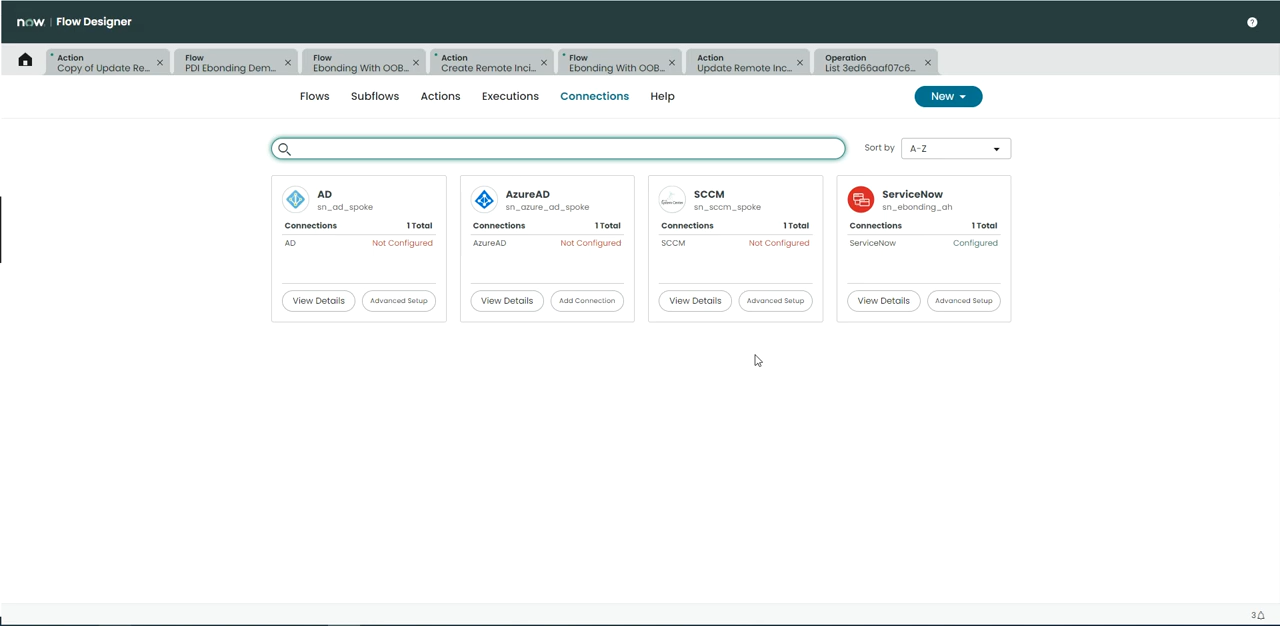 now. | Flow Designer
Action
Copy of Update Re...
Flow
PDI Ebonding Dem...
Flow
Ebonding With OOB...
Action
Create Remote Inci...
Flow
Ebonding With OOB...
Action
Update Remote Inc...
Operation
List 3ed66aaf07c6...
Flows
Subflows
Actions
Executions
Connections
Help
New
Sort by
A-Z
AD
sn_ad_spoke
Connections 1 Total
AD Not Configured
View Details Advanced Setup
AzureAD
sn_azure_ad_spoke
Connections 1 Total
AzureAD Not Configured
View Details Add Connection
SCCM
sn_sccm_spoke
Connections 1 Total
SCCM Not Configured
View Details Advanced Setup
ServiceNow
sn_ebonding_ah
Connections 1 Total
ServiceNow Configured
View Details Advanced Setup
3